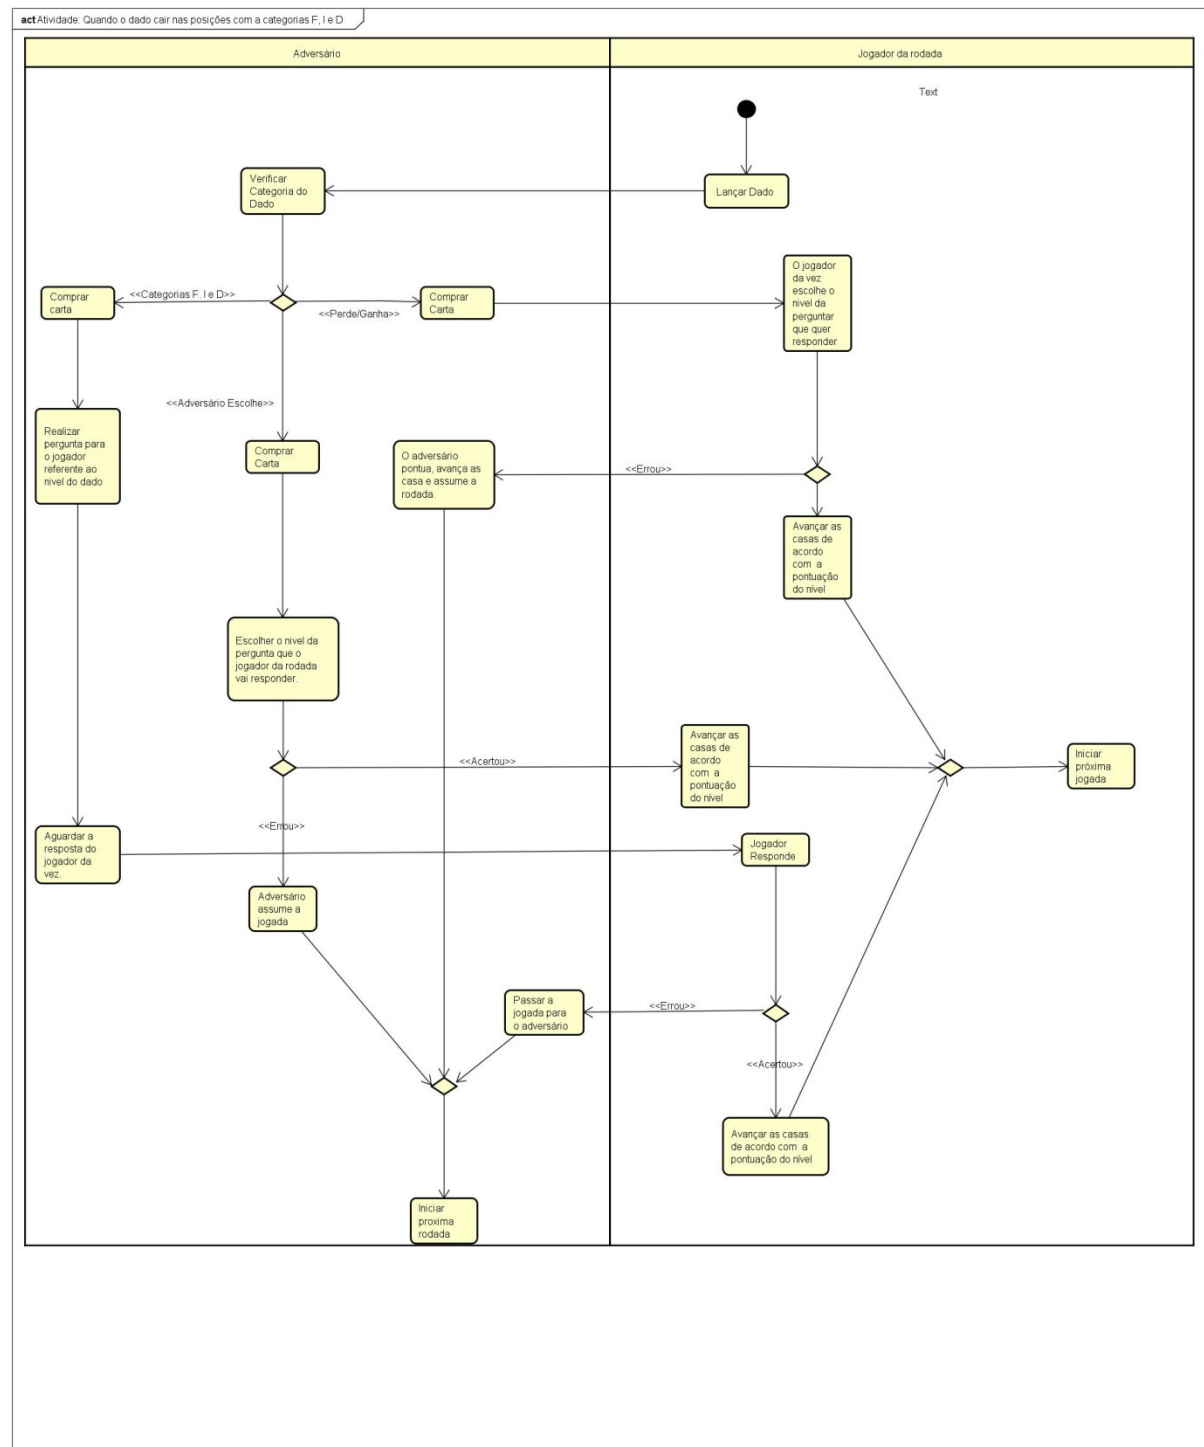 act Atividade: Quando o dado cair nas posições com a categorias F, I e D
Adversário
Jogador da rodada
Text
Verificar
Categoria do
Dado
Lançar Dado
Comprar
carta
<<Categorias F, I e D>>
<<Perde/Ganha>>
Comprar
Carta
O jogador
da vez
escolhe o
nivel da
perguntar
que quer
responder
<<Adversário Escolhe>>
Realizar
pergunta para
o jogador
referente ao
nivel do dado
Comprar
Carta
O adversário
pontua, avança as
casa e assume a
rodada.
<<Errou>>
Avançar as
casas de
acordo
com a
pontuação
do nível
Escolher o nivel da
pergunta que o
jogador da rodada
vai responder.
<<Acertou>>
Avançar as
casas de
acordo
com a
pontuação
do nível
Iniciar
próxima
jogada
<<Errou>>
Aguardar a
resposta do
jogador da
vez.
Jogador
Responde
Adversário
assume a
jogada
Passar a
jogada para
o adversário
<<Errou>>
<<Acertou>>
Avançar as casas
de acordo com a
pontuação do nível
Iniciar
proxima
rodada